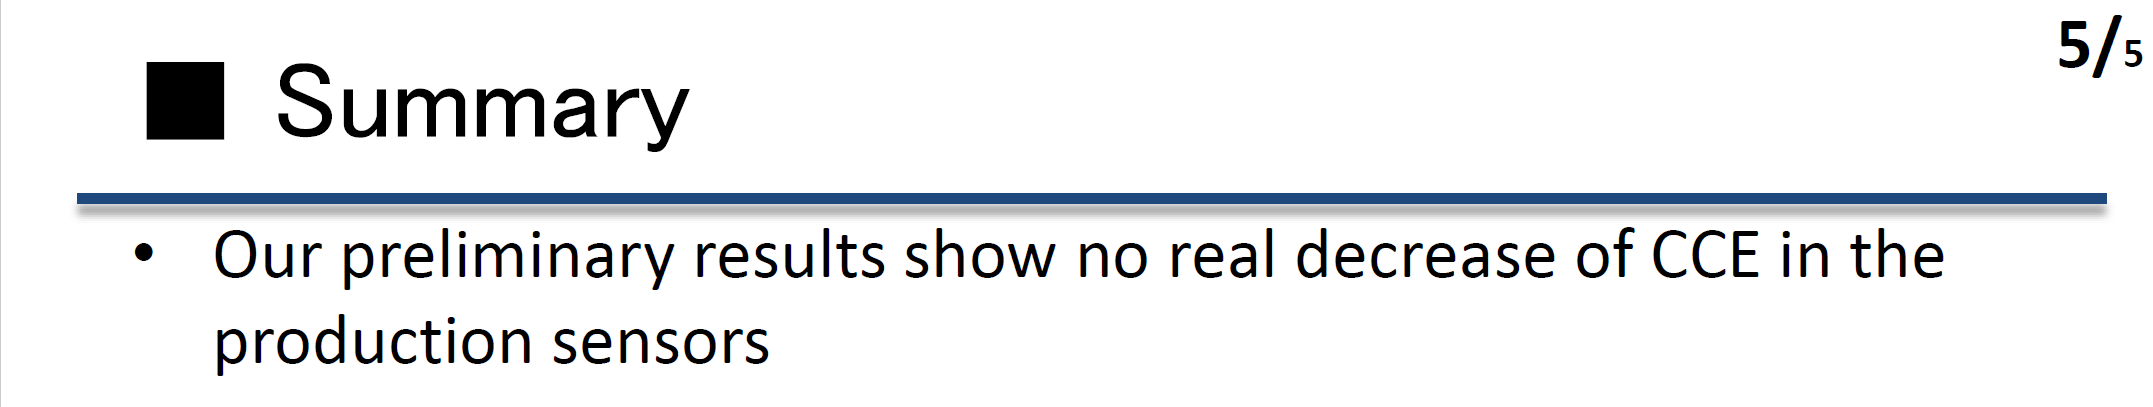 5/5
■ Summary
• Our preliminary results show no real decrease of CCE in the
production sensors